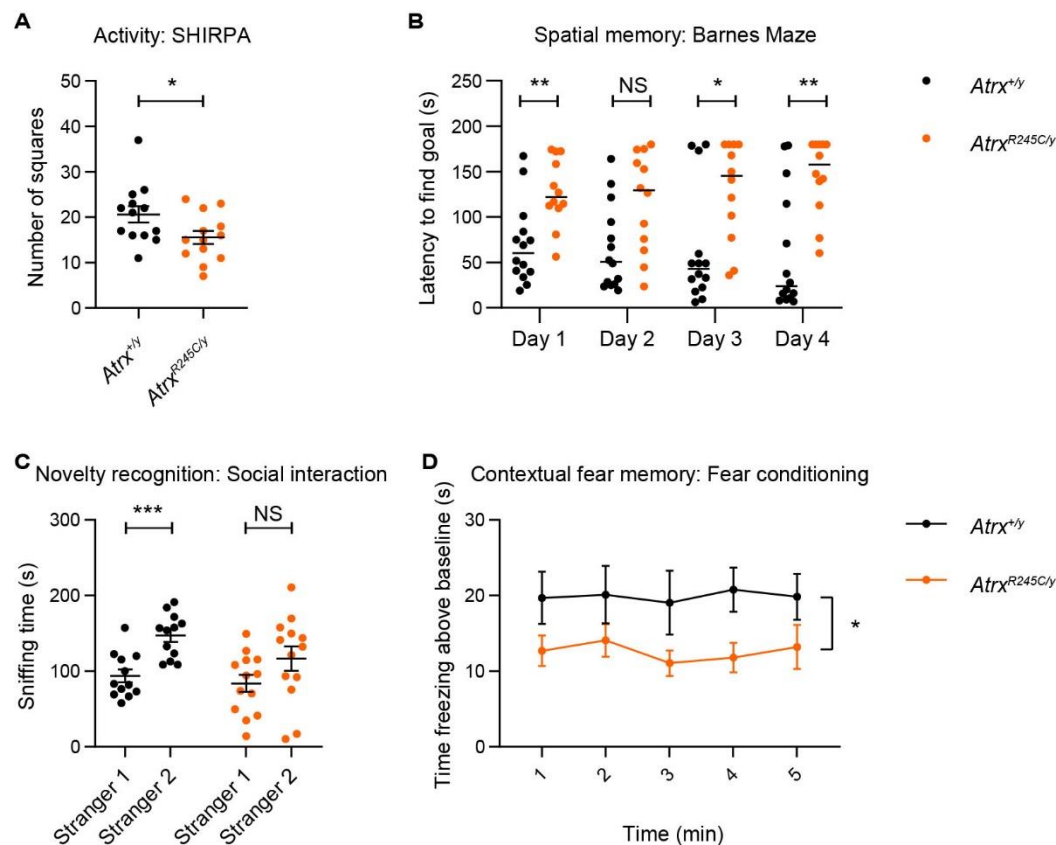 A
Activity: SHIRPA
Number of squares
50
40
30
20
10
0
*
Atrx+/y
AtrxR245C/y
B
Spatial memory: Barnes Maze
Latency to find goal (s)
250
200
150
100
50
0
**
NS
*
**
Day 1
Day 2
Day 3
Day 4
Atrx+/y
AtrxR245C/y
C
Novelty recognition: Social interaction
Sniffing time (s)
300
200
100
0
***
NS
Stranger 1
Stranger 2
Stranger 1
Stranger 2
D
Contextual fear memory: Fear conditioning
Time freezing above baseline (s)
30
20
10
0
*
1
2
3
4
5
Time (min)
Atrx+/y
AtrxR245C/y